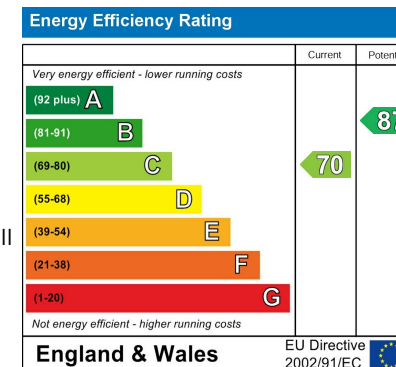 Energy Efficiency Rating
Current
Very energy efficient - lower running costs
(92 plus) A
(81-91) B
87
(69-80) C
70
(55-68) D
(39-54) E
ll
(21-38) F
(1-20) G
Not energy efficient - higher running costs
England & Wales
EU Directive
2002/91/EC